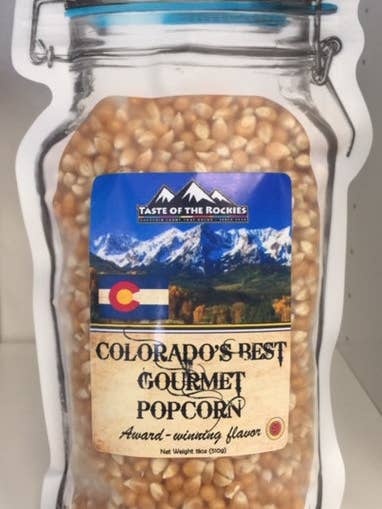 TASTE OF THE ROCKIES
COLORADO'S BEST
GOURMET
POPCORN
Award-winning flavor
Net Weight 18oz (510g)